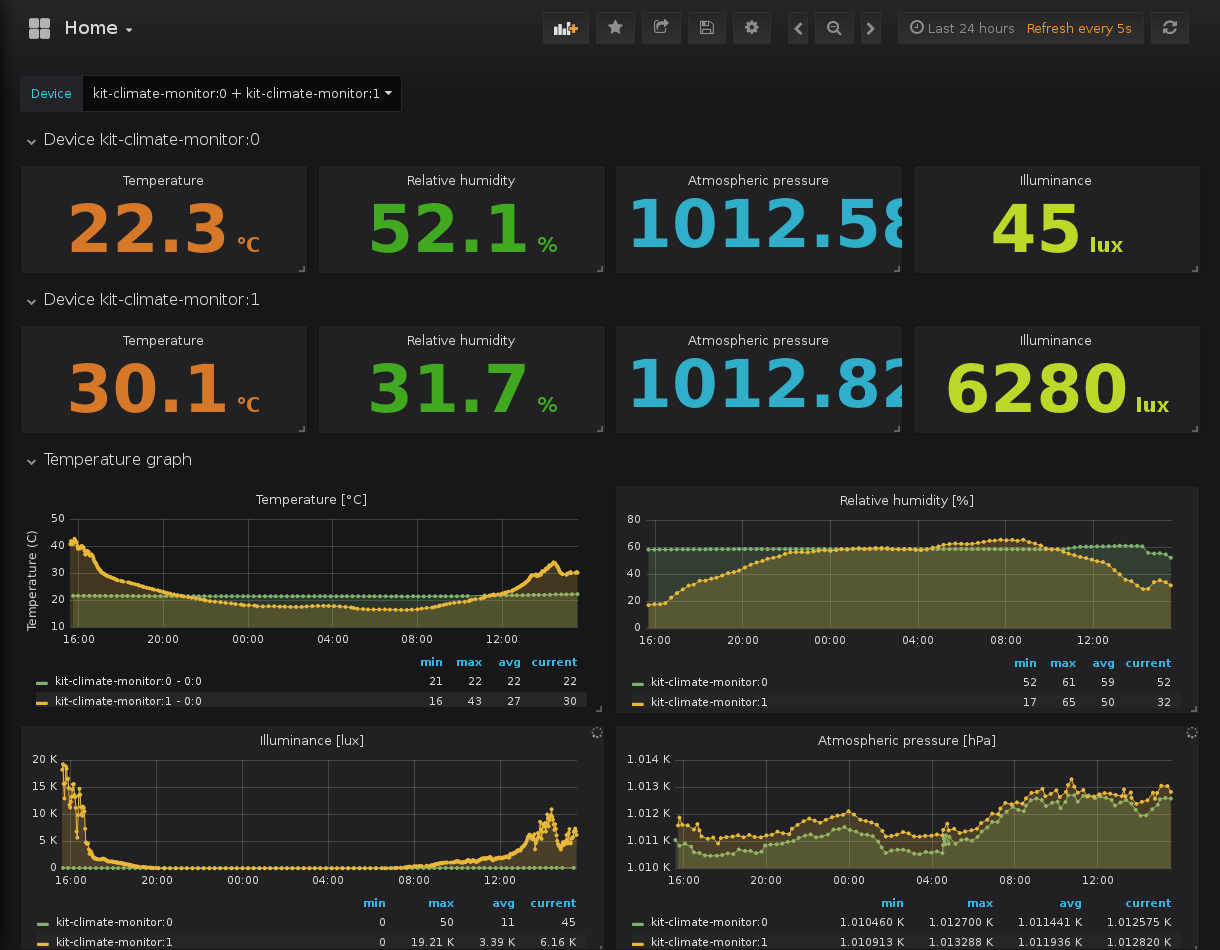 Home
Last 24 hours Refresh every 5s
Device kit-climate-monitor:0 + kit-climate-monitor:1
Device kit-climate-monitor:0
Temperature Relative humidity Atmospheric pressure Illuminance
22.3 °C 52.1 % 1012.58 45 lux
Device kit-climate-monitor:1
Temperature Relative humidity Atmospheric pressure Illuminance
30.1 °C 31.7 % 1012.82 6280 lux
Temperature graph
Temperature [°C]
Temperature (C)
50
40
30
20
10
16:00 20:00 00:00 04:00 08:00 12:00
min max avg current
kit-climate-monitor:0 - 0:0 21 22 22 22
kit-climate-monitor:1 - 0:0 16 43 27 30
Relative humidity [%]
80
60
40
20
0
16:00 20:00 00:00 04:00 08:00 12:00
min max avg current
kit-climate-monitor:0 52 61 59 52
kit-climate-monitor:1 17 65 50 32
Illuminance [lux]
20 K
15 K
10 K
5 K
0
16:00 20:00 00:00 04:00 08:00 12:00
min max avg current
kit-climate-monitor:0 0 50 11 45
kit-climate-monitor:1 0 19.21 K 3.39 K 6.16 K
Atmospheric pressure [hPa]
1.014 K
1.013 K
1.012 K
1.011 K
1.010 K
16:00 20:00 00:00 04:00 08:00 12:00
min max avg current
kit-climate-monitor:0 1.010460 K 1.012700 K 1.011441 K 1.012575 K
kit-climate-monitor:1 1.010913 K 1.013288 K 1.011936 K 1.012820 K